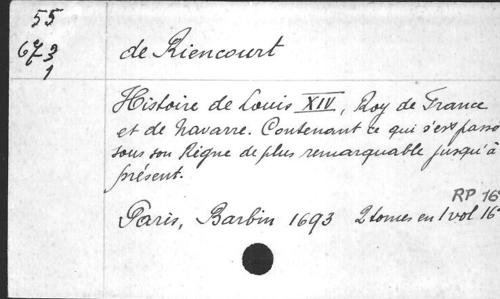 55
673
1
de Riencourt
Histoire de Louis XIV, Roy de France
et de Navarre. Contenant ce qui s'est passé
sous son Règne de plus remarquable jusqu'à
présent.
RP 16
Paris, Barbin 1693 2 tomes en 1 vol 16°